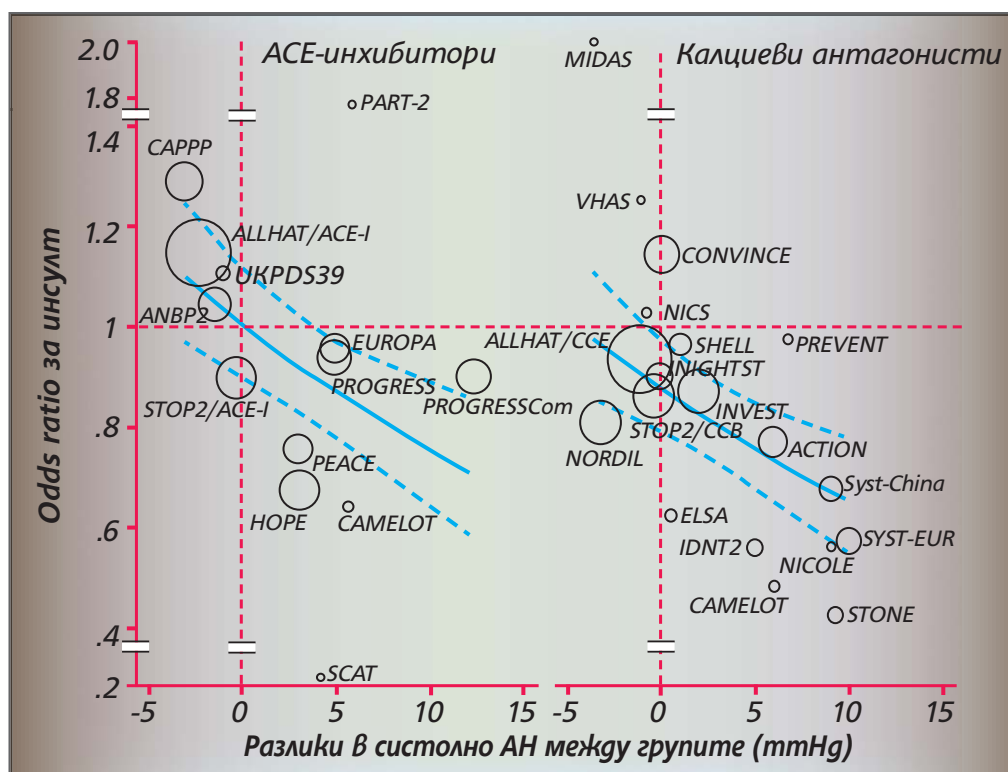 ACE-инхибитори
Калциеви антагонисти
Odds ratio за инсулт
2.0
1.8
1.4
1.2
1
.8
.6
.4
.2
PART-2
CAPPP
ALLHAT/ACE-I
UKPDS39
ANBP2
EUROPA
PROGRESS
PROGRESSCom
STOP2/ACE-I
PEACE
HOPE
CAMELOT
SCAT
MIDAS
VHAS
CONVINCE
NICS
ALLHAT/CCE
SHELL
PREVENT
INIGHTST
INVEST
STOP2/CCB
NORDIL
ACTION
Syst-China
ELSA
IDNT2
SYST-EUR
NICOLE
CAMELOT
STONE
-5 0 5 10 15 -5 0 5 10 15
Разлики в систолно АН между групите (mmHg)